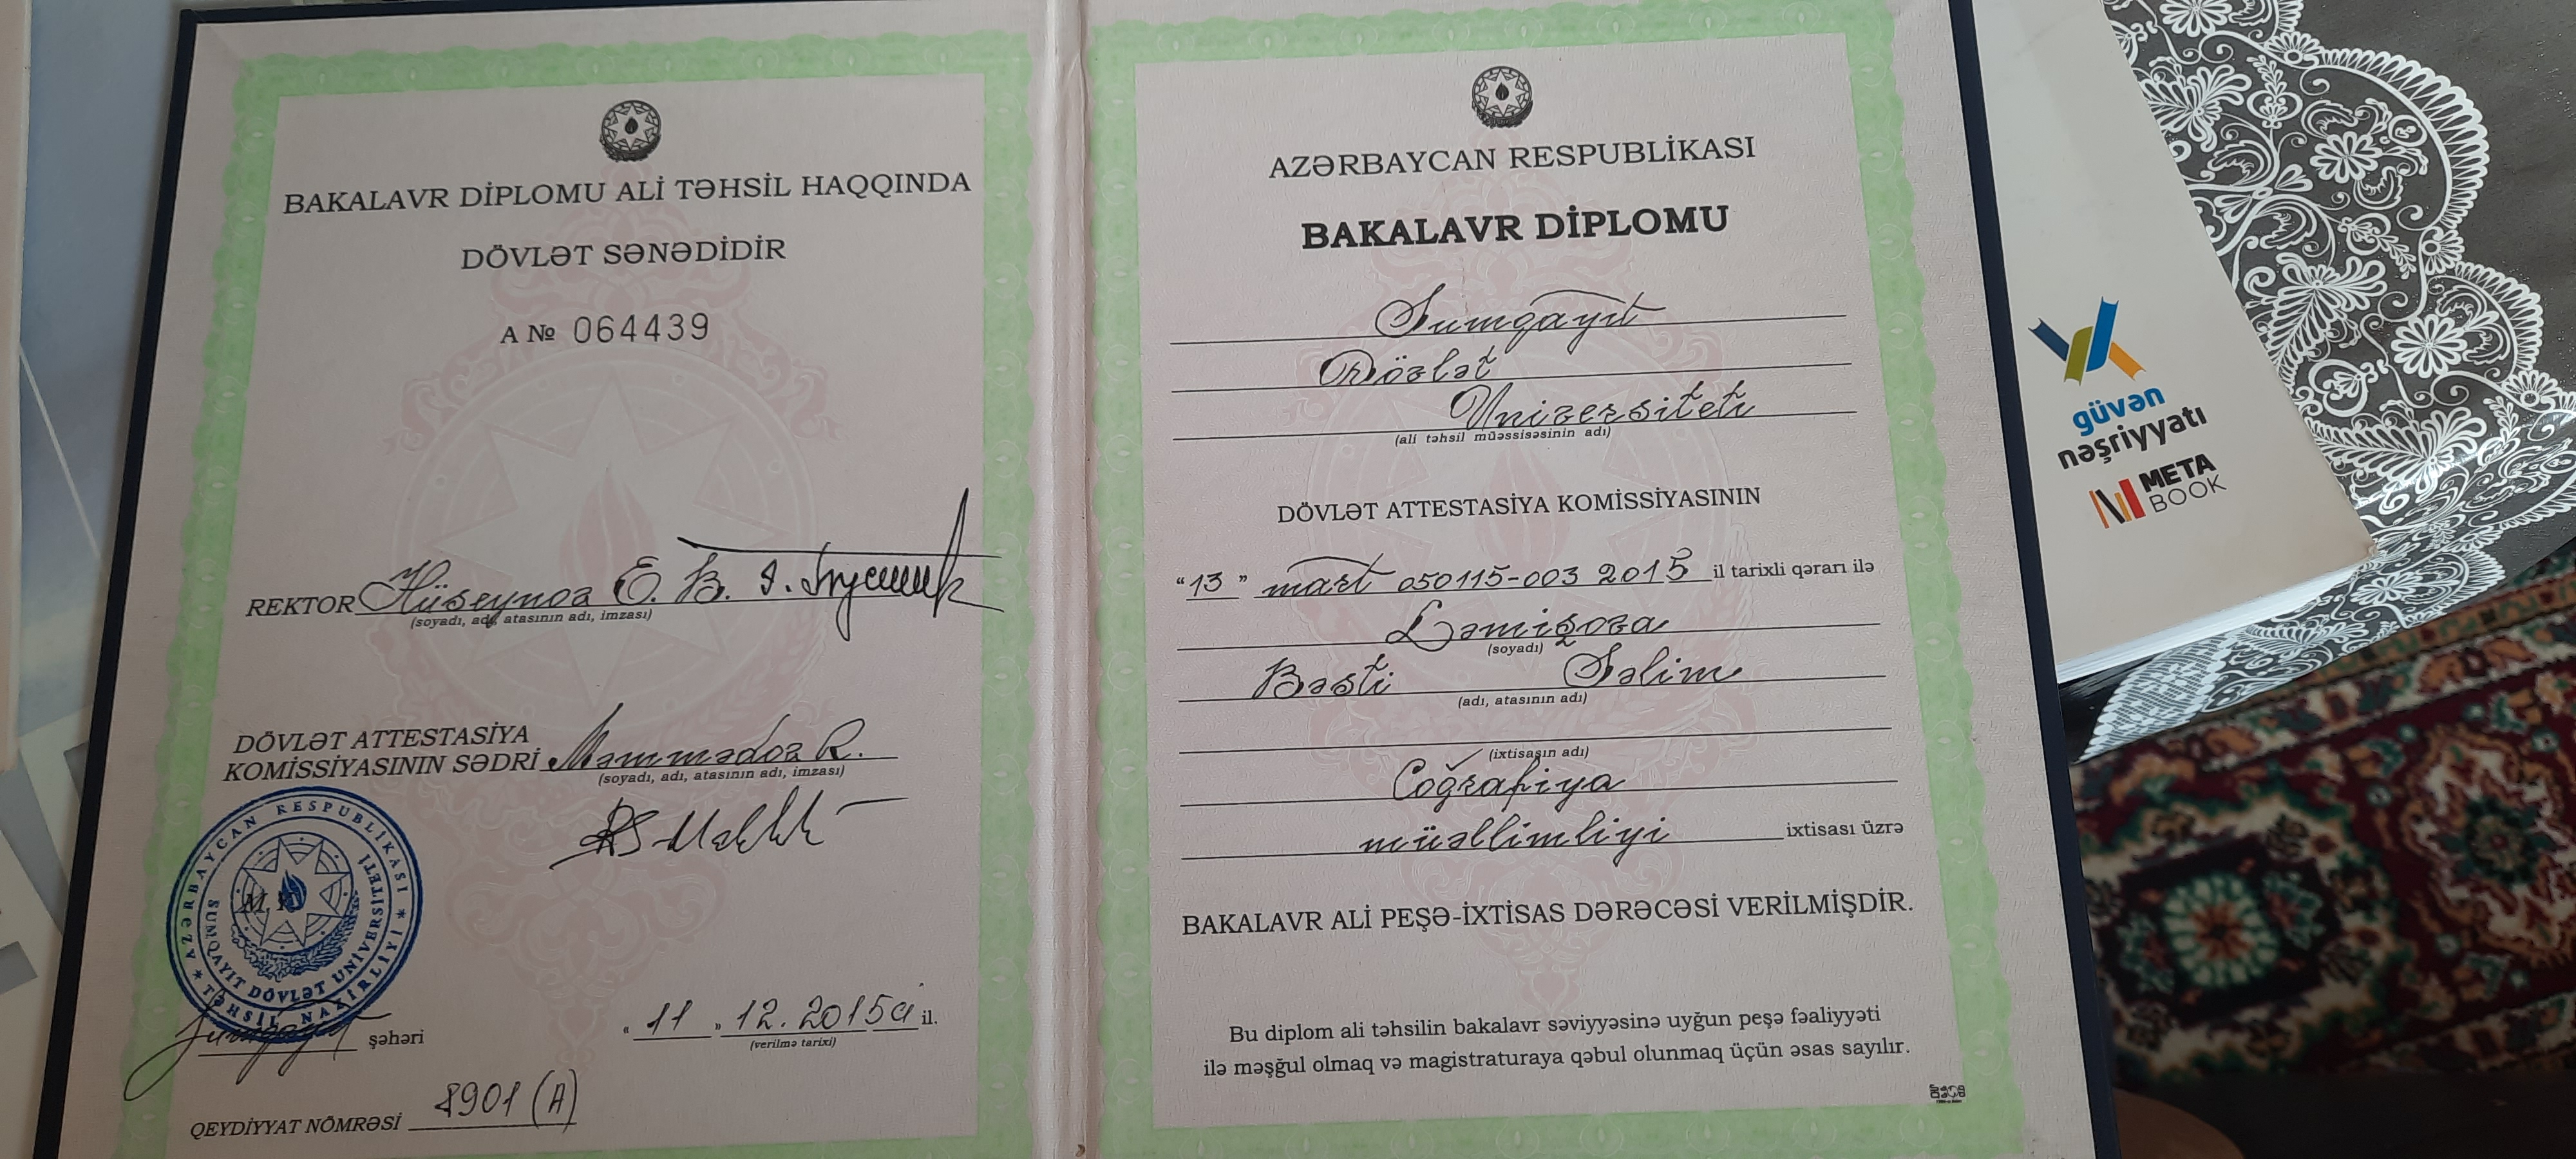 BAKALAVR DİPLOMU ALİ TƏHSİL HAQQINDA
DÖVLƏT SƏNƏDİDİR
A № 064439
REKTOR Hüseynov E. B.
(soyadı, adı, atasının adı, imzası)
DÖVLƏT ATTESTASİYA
KOMİSSİYASININ SƏDRİ Məmmədov R.
(soyadı, adı, atasının adı, imzası)
AZƏRBAYCAN RESPUBLİKASI
TƏHSİL NAZİRLİYİ
SUMQAYIT DÖVLƏT UNİVERSİTETİ
Sumqayıt şəhəri
"11" 12. 2015 ci il.
(verilmə tarixi)
QEYDİYYAT NÖMRƏSİ 8901 (A)
AZƏRBAYCAN RESPUBLİKASI
BAKALAVR DİPLOMU
Sumqayıt
Dövlət
Universiteti
(ali təhsil müəssisəsinin adı)
DÖVLƏT ATTESTASİYA KOMİSSİYASININ
"13" mart 050115-003 2015 il tarixli qərarı ilə
Ləmişova
(soyadı)
Bəsti Səlim
(adı, atasının adı)
(ixtisasın adı)
Coğrafiya
müəllimliyi ixtisası üzrə
BAKALAVR ALİ PEŞƏ-İXTİSAS DƏRƏCƏSİ VERİLMİŞDİR.
Bu diplom ali təhsilin bakalavr səviyyəsinə uyğun peşə fəaliyyəti
ilə məşğul olmaq və magistraturaya qəbul olunmaq üçün əsas sayılır.
güvən
nəşriyyatı
META
BOOK